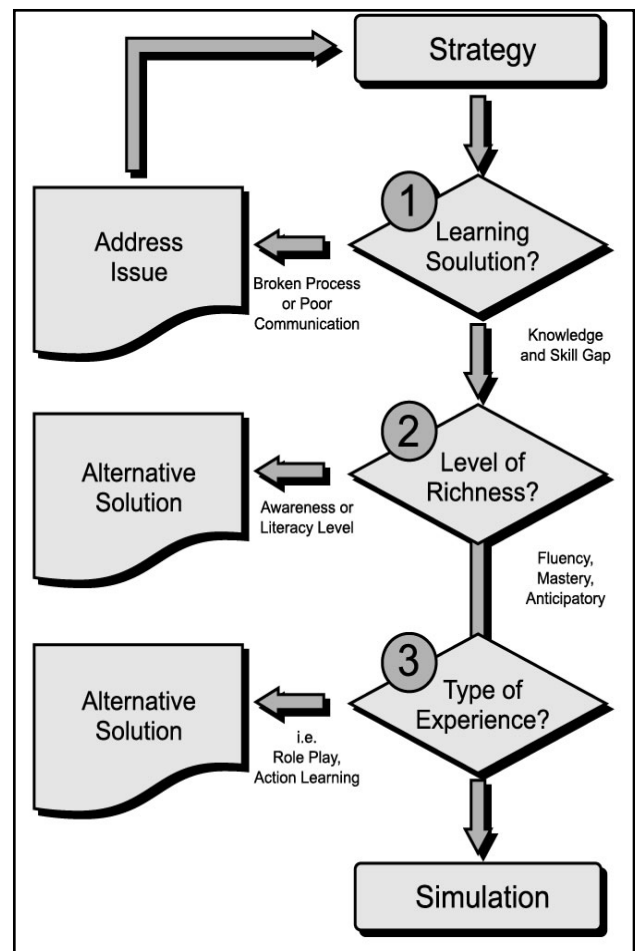 Strategy
1
Learning
Soulution?
Address
Issue
Broken Process
or Poor
Communication
Knowledge
and Skill Gap
2
Level of
Richness?
Alternative
Solution
Awareness or
Literacy Level
Fluency,
Mastery,
Anticipatory
3
Type of
Experience?
Alternative
Solution
i.e.
Role Play,
Action Learning
Simulation